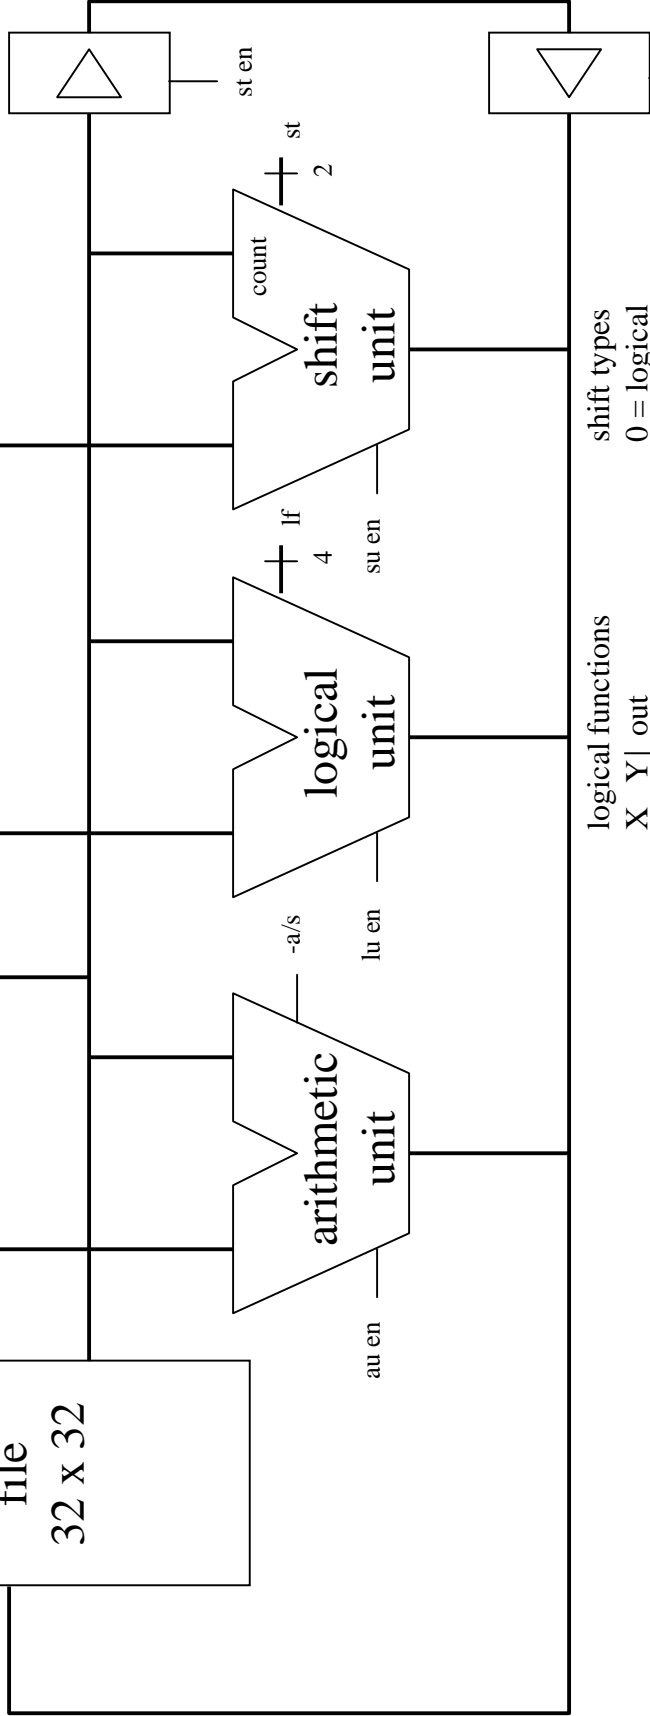 file
32 x 32
au en
arithmetic
unit
-a/s
lu en
logical
unit
lf
4
su en
shift
unit
count
st
2
st en
logical functions
X Y| out
shift types
0 = logical